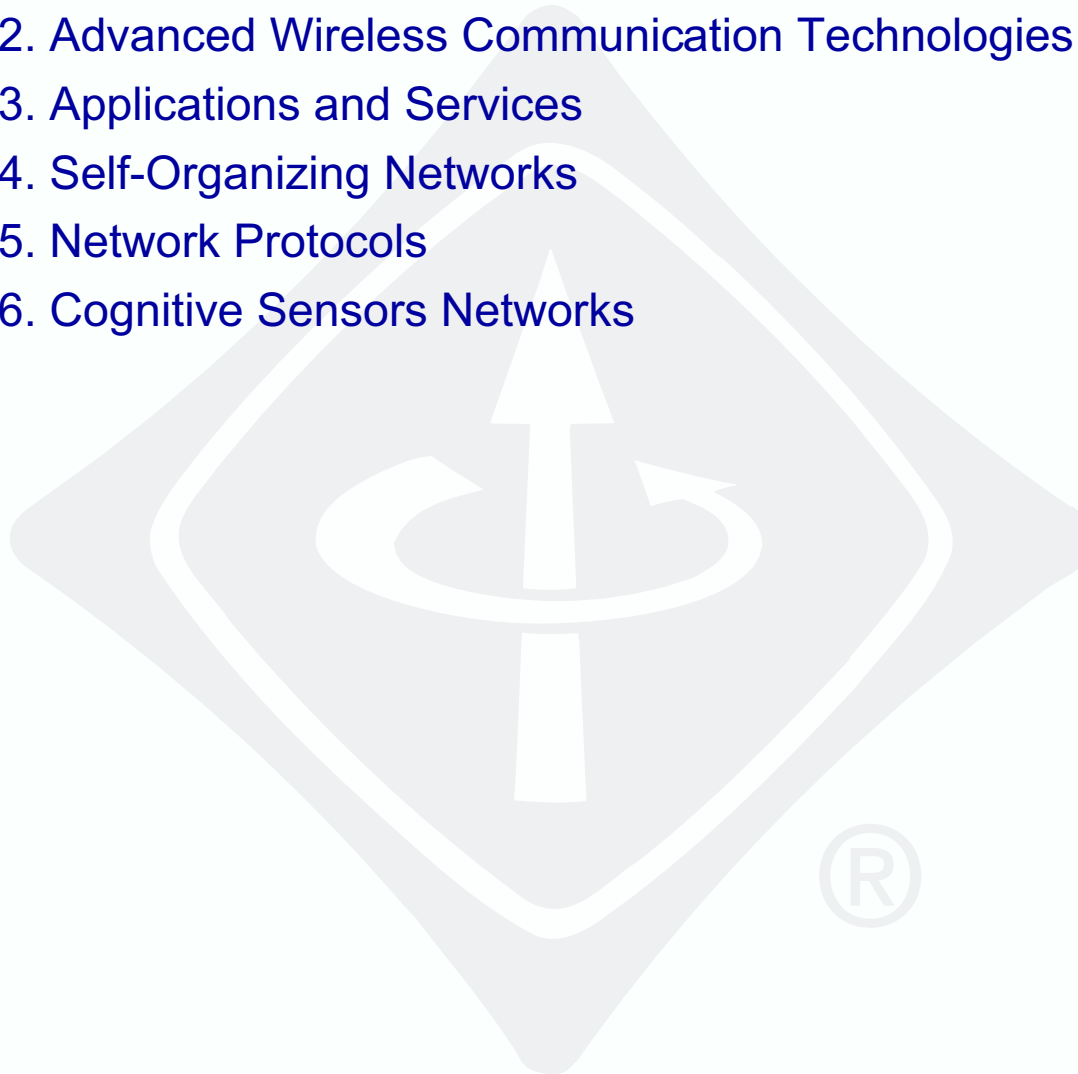 2. Advanced Wireless Communication Technologies
3. Applications and Services
4. Self-Organizing Networks
5. Network Protocols
6. Cognitive Sensors Networks
®